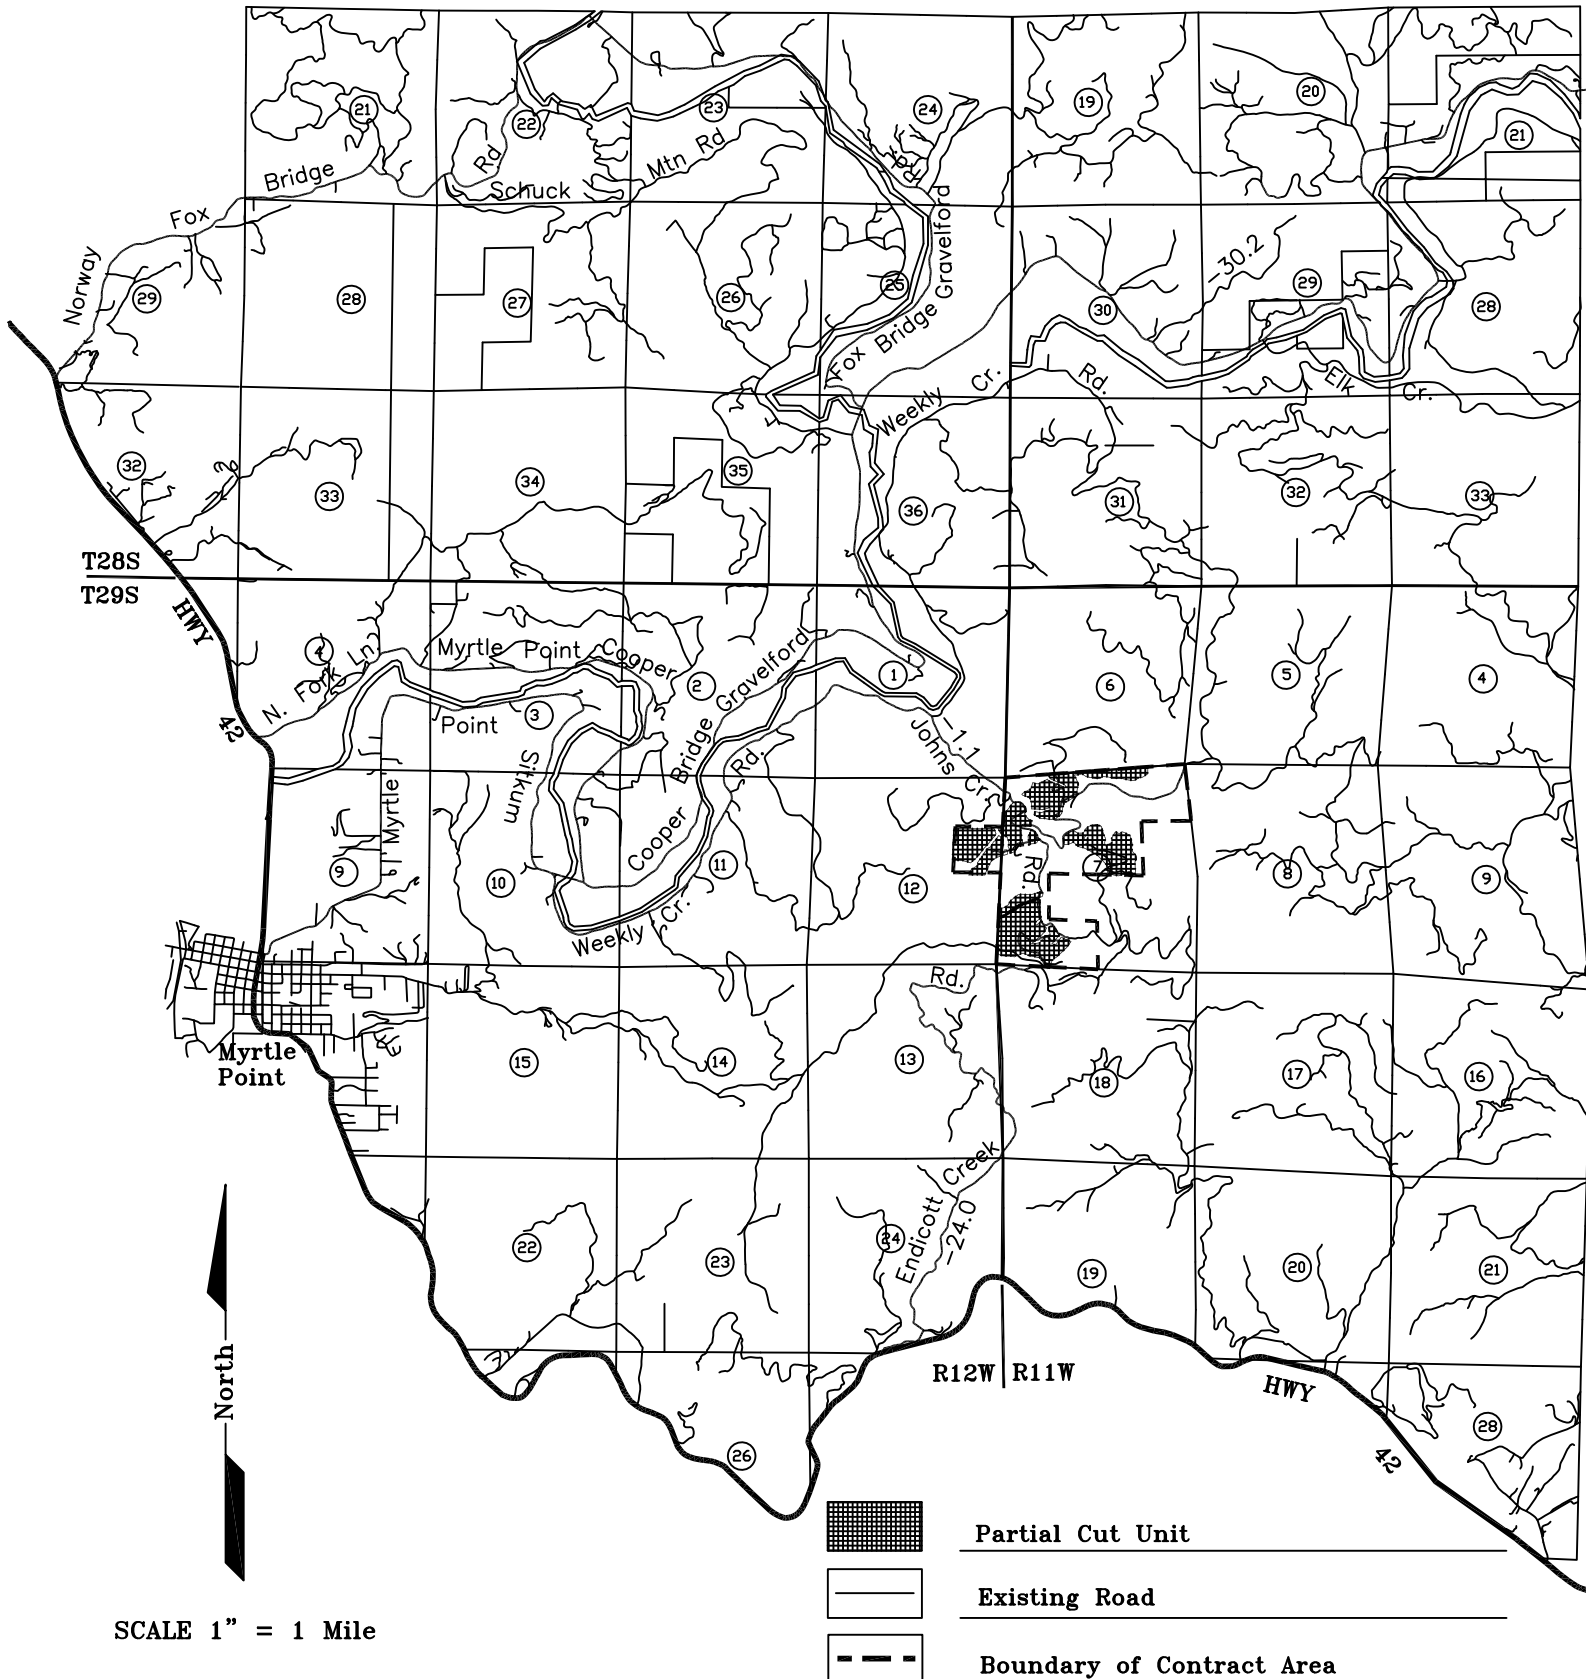 21
22
23
24
19
20
21
Rd
Mtn Rd
Rd.
Schuck
Bridge
Fox
Norway
29
28
27
26
25
Fox Bridge Gravelford
30
-30.2
29
28
Weekly Cr. Rd.
Elk Cr.
32
33
34
35
36
31
32
33
T28S
T29S
HWY
42
4
N. Fork Ln.
Myrtle Point Cooper
Point
3
2
Bridge Gravelford
1
6
5
4
Sitkum
Myrtle
Rd.
Johns Cr.
-1.1
Rd.
Cooper
Weekly Cr.
9
10
11
12
7
8
9
Rd.
Myrtle
Point
15
14
13
18
17
16
Endicott Creek
-24.0
22
23
24
19
20
21
R12W
R11W
HWY
42
26
28
North
Partial Cut Unit
Existing Road
Boundary of Contract Area
SCALE 1" = 1 Mile